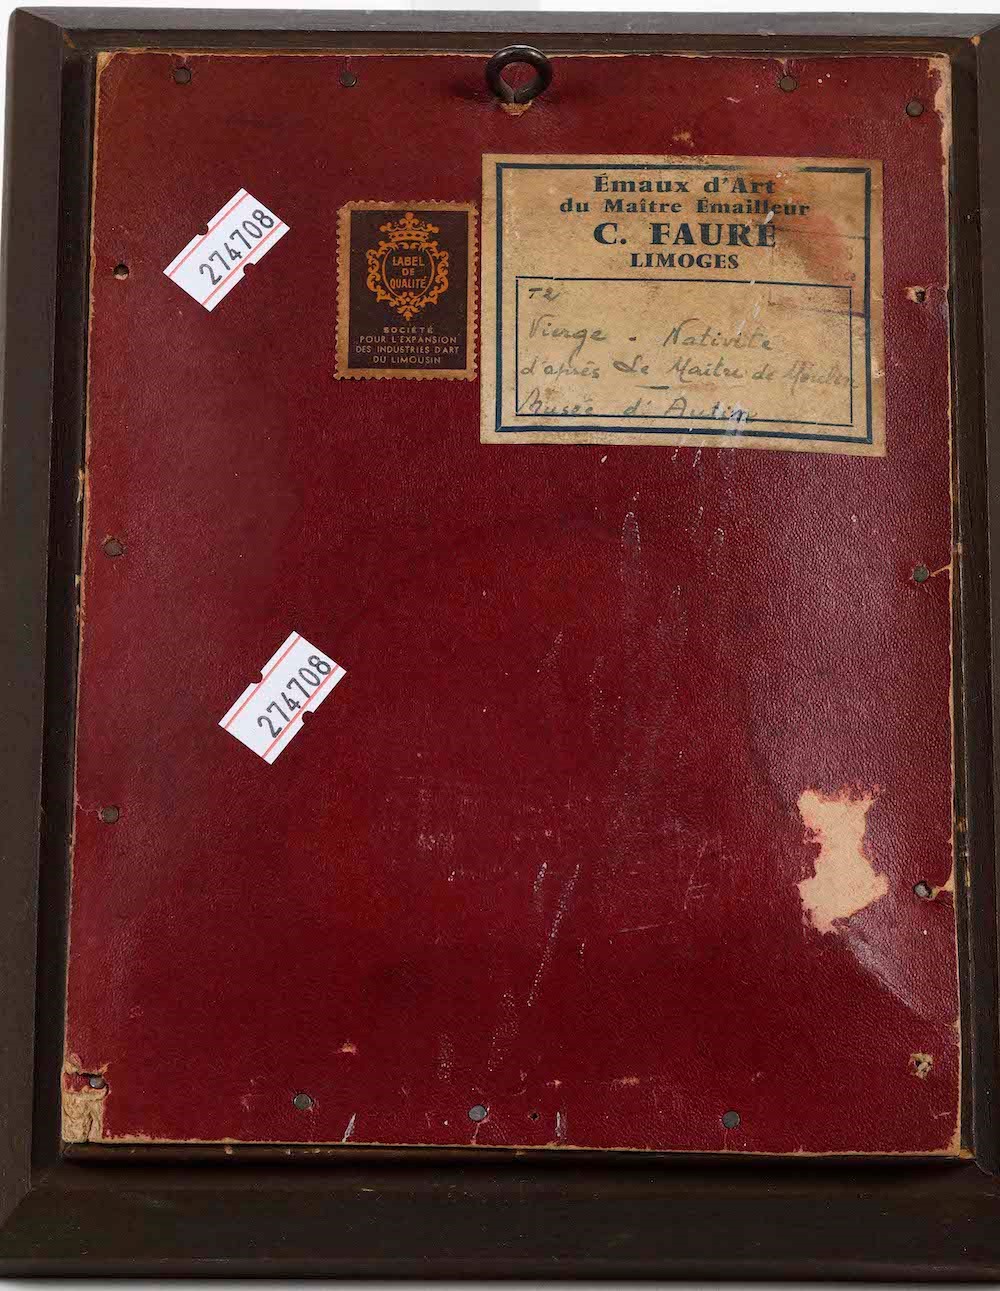 274708
LABEL
DE
QUALITÉ
SOCIÉTÉ
POUR L'EXPANSION
DES INDUSTRIES D'ART
DU LIMOUSIN
Émaux d'Art
du Maître Émailleur
C. FAURÉ
LIMOGES
Vierge - Nativité
d'après Le Maître de Moulin
Musée d'Autun
274708